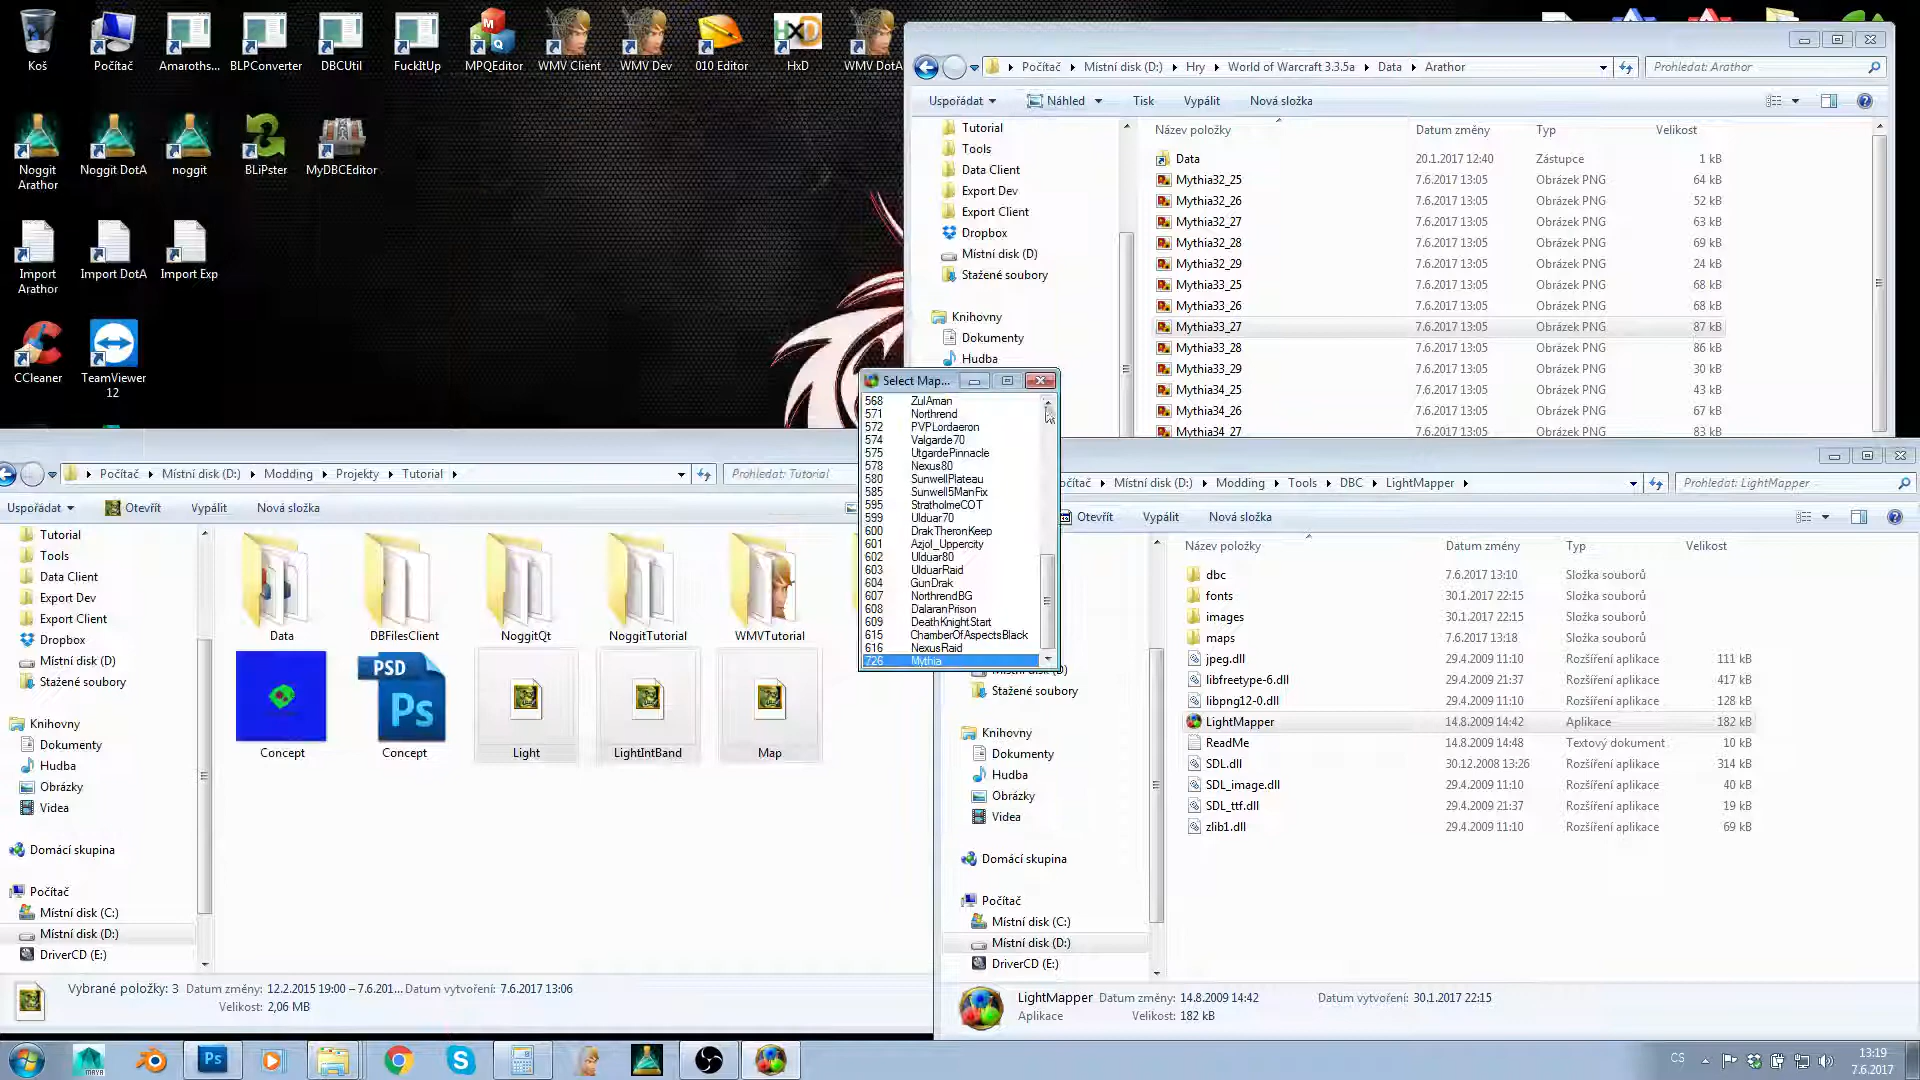 Koš
Počítač
Amaroths...
BLPConverter
DBCUtil
FuckItUp
MPQEditor
WMV Client
WMV Dev
010 Editor
HxD
WMV DotA
Noggit Arathor
Noggit DotA
noggit
BLiPster
MyDBCEditor
Import Arathor
Import DotA
Import Exp
CCleaner
TeamViewer 12
Počítač
Místní disk (D:)
Hry
World of Warcraft 3.3.5a
Data
Arathor
Prohledat: Arathor
Uspořádat
Náhled
Tisk
Vypálit
Nová složka
Tutorial
Tools
Data Client
Export Dev
Export Client
Dropbox
Místní disk (D)
Stažené soubory
Knihovny
Dokumenty
Hudba
Název položky Datum změny Typ Velikost
Data 20.1.2017 12:40 Zástupce 1 kB
Mythia32_25 7.6.2017 13:05 Obrázek PNG 64 kB
Mythia32_26 7.6.2017 13:05 Obrázek PNG 52 kB
Mythia32_27 7.6.2017 13:05 Obrázek PNG 63 kB
Mythia32_28 7.6.2017 13:05 Obrázek PNG 69 kB
Mythia32_29 7.6.2017 13:05 Obrázek PNG 24 kB
Mythia33_25 7.6.2017 13:05 Obrázek PNG 68 kB
Mythia33_26 7.6.2017 13:05 Obrázek PNG 68 kB
Mythia33_27 7.6.2017 13:05 Obrázek PNG 87 kB
Mythia33_28 7.6.2017 13:05 Obrázek PNG 86 kB
Mythia33_29 7.6.2017 13:05 Obrázek PNG 30 kB
Mythia34_25 7.6.2017 13:05 Obrázek PNG 43 kB
Mythia34_26 7.6.2017 13:05 Obrázek PNG 67 kB
Mythia34_27 7.6.2017 13:05 Obrázek PNG 83 kB
Select Map...
568 ZulAman
571 Northrend
572 PVPLordaeron
574 Valgarde70
575 UtgardePinnacle
578 Nexus80
580 SunwellPlateau
585 Sunwell5ManFix
595 StratholmeCOT
599 Ulduar70
600 DrakTheronKeep
601 Azjol_Uppercity
602 Ulduar80
603 UlduarRaid
604 GunDrak
607 NorthrendBG
608 DalaranPrison
609 DeathKnightStart
615 ChamberOfAspectsBlack
616 NexusRaid
726 Mythia
Počítač
Místní disk (D:)
Modding
Projekty
Tutorial
Prohledat: Tutorial
Uspořádat
Otevřít
Vypálit
Nová složka
Tutorial
Tools
Data Client
Export Dev
Export Client
Dropbox
Místní disk (D)
Stažené soubory
Knihovny
Dokumenty
Hudba
Obrázky
Videa
Domácí skupina
Počítač
Místní disk (C:)
Místní disk (D:)
DriverCD (E:)
Data
DBFilesClient
NoggitQt
NoggitTutorial
WMVTutorial
PSD
Ps
Concept
Concept
Light
LightIntBand
Map
Vybrané položky: 3 Datum změny: 12.2.2015 19:00 – 7.6.201... Datum vytvoření: 7.6.2017 13:06
Velikost: 2,06 MB
očítač
Místní disk (D:)
Modding
Tools
DBC
LightMapper
Prohledat: LightMapper
Otevřít
Vypálit
Nová složka
Stažené soubory
Knihovny
Dokumenty
Hudba
Obrázky
Videa
Domácí skupina
Počítač
Místní disk (C:)
Místní disk (D:)
DriverCD (E:)
Název položky Datum změny Typ Velikost
dbc 7.6.2017 13:10 Složka souborů
fonts 30.1.2017 22:15 Složka souborů
images 30.1.2017 22:15 Složka souborů
maps 7.6.2017 13:18 Složka souborů
jpeg.dll 29.4.2009 11:10 Rozšíření aplikace 111 kB
libfreetype-6.dll 29.4.2009 21:37 Rozšíření aplikace 417 kB
libpng12-0.dll 29.4.2009 11:10 Rozšíření aplikace 128 kB
LightMapper 14.8.2009 14:42 Aplikace 182 kB
ReadMe 14.8.2009 14:48 Textový dokument 10 kB
SDL.dll 30.12.2008 13:26 Rozšíření aplikace 314 kB
SDL_image.dll 29.4.2009 11:10 Rozšíření aplikace 40 kB
SDL_ttf.dll 29.4.2009 21:37 Rozšíření aplikace 19 kB
zlib1.dll 29.4.2009 11:10 Rozšíření aplikace 69 kB
LightMapper Datum změny: 14.8.2009 14:42 Datum vytvoření: 30.1.2017 22:15
Aplikace Velikost: 182 kB
MAYA
Ps
CS
13:19
7.6.2017